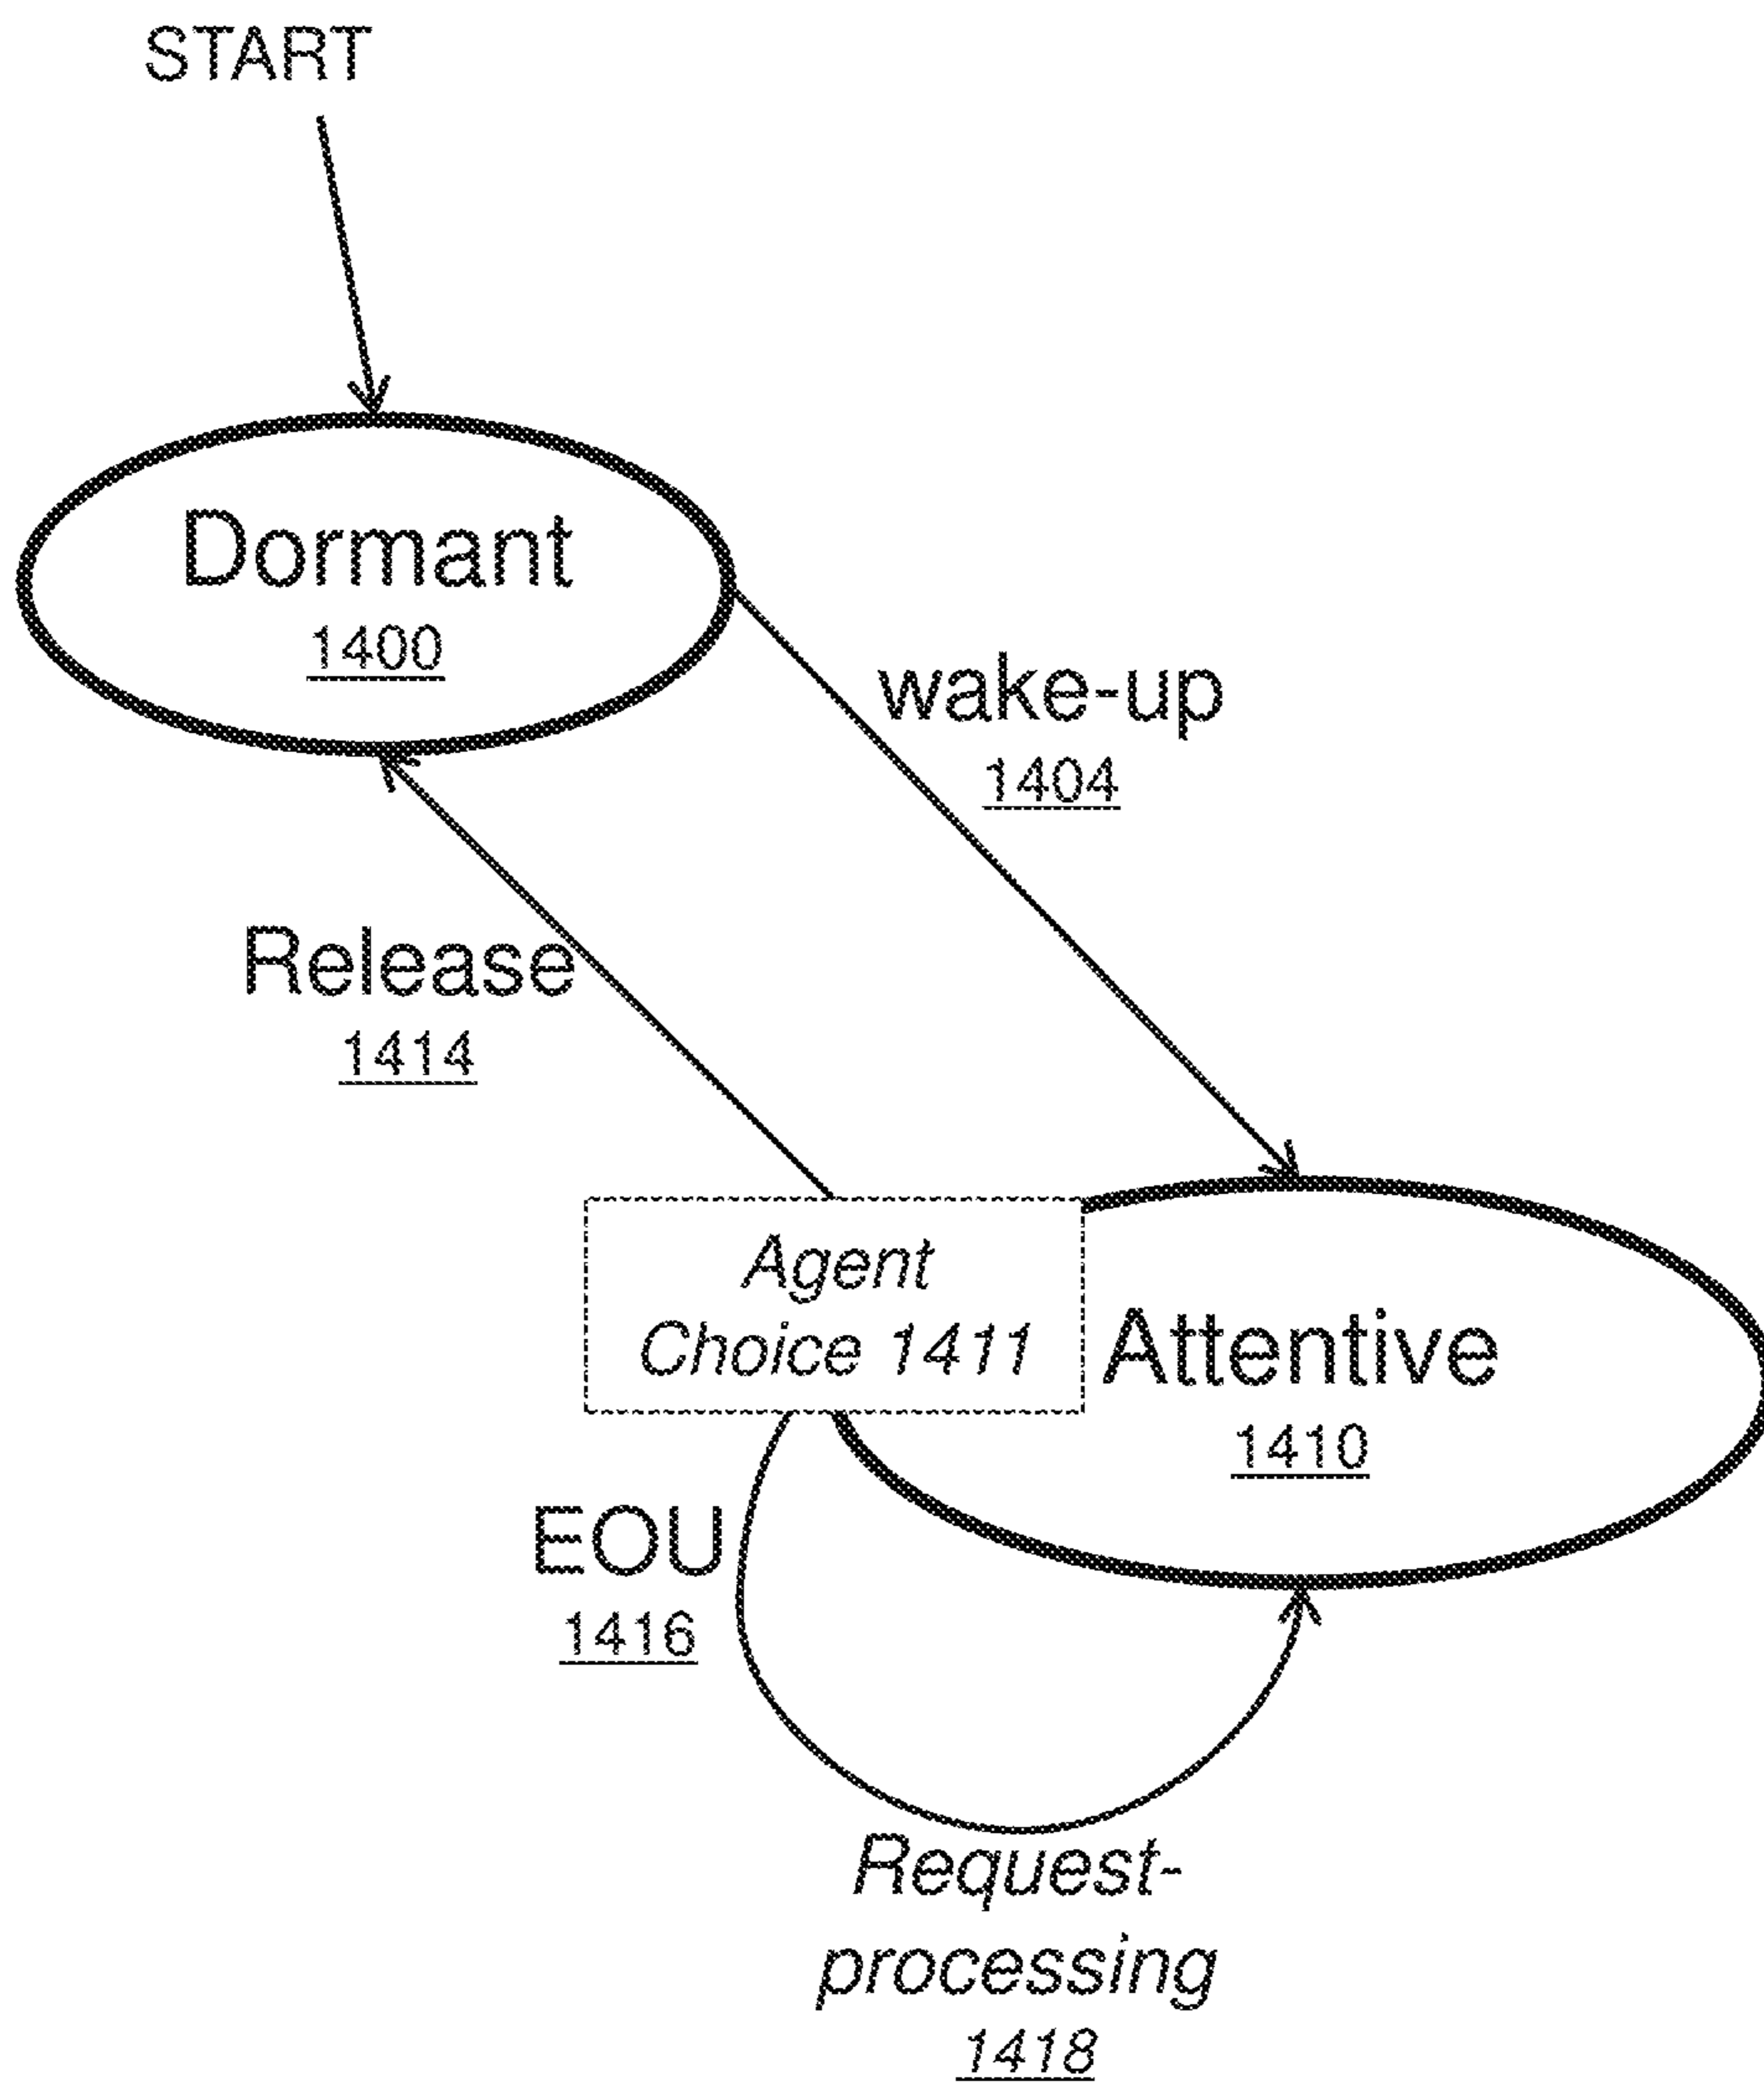 START
Dormant
1400
wake-up
1404
Release
1414
Agent
Choice 1411
Attentive
1410
EOU
1416
Request-
processing
1418